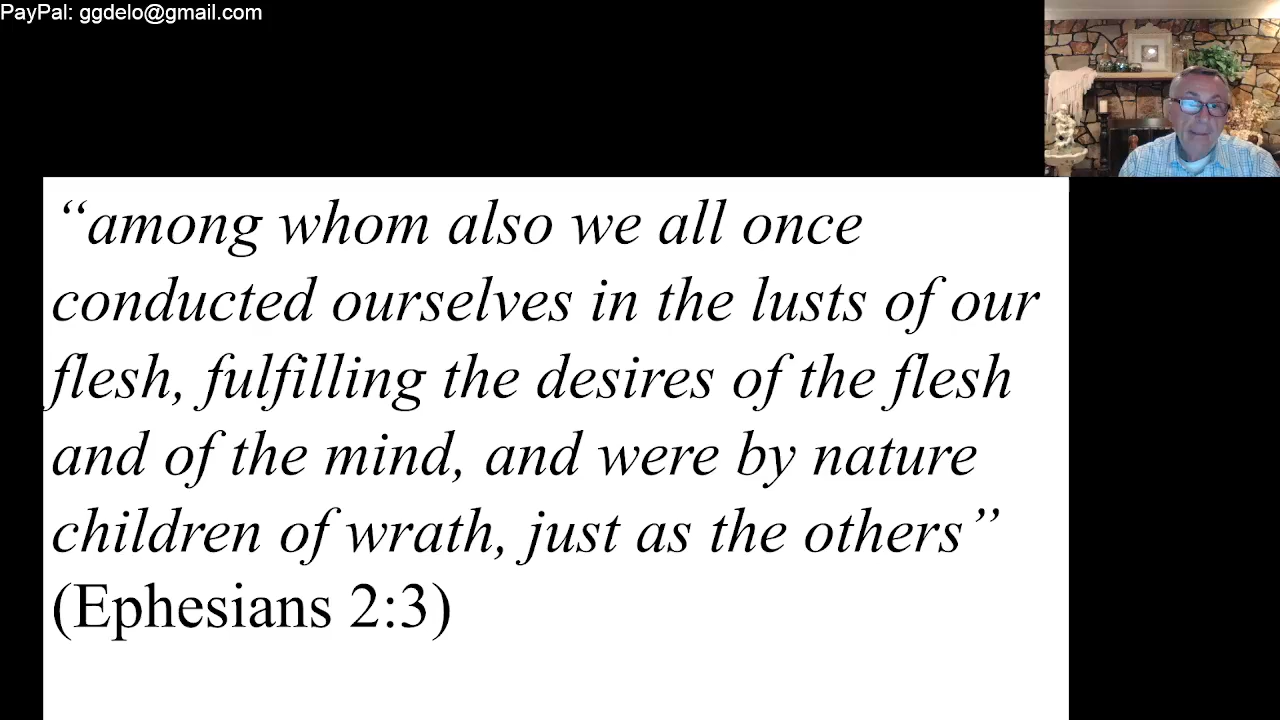 PayPal: ggdelo@gmail.com
“among whom also we all once
conducted ourselves in the lusts of our
flesh, fulfilling the desires of the flesh
and of the mind, and were by nature
children of wrath, just as the others”
(Ephesians 2:3)